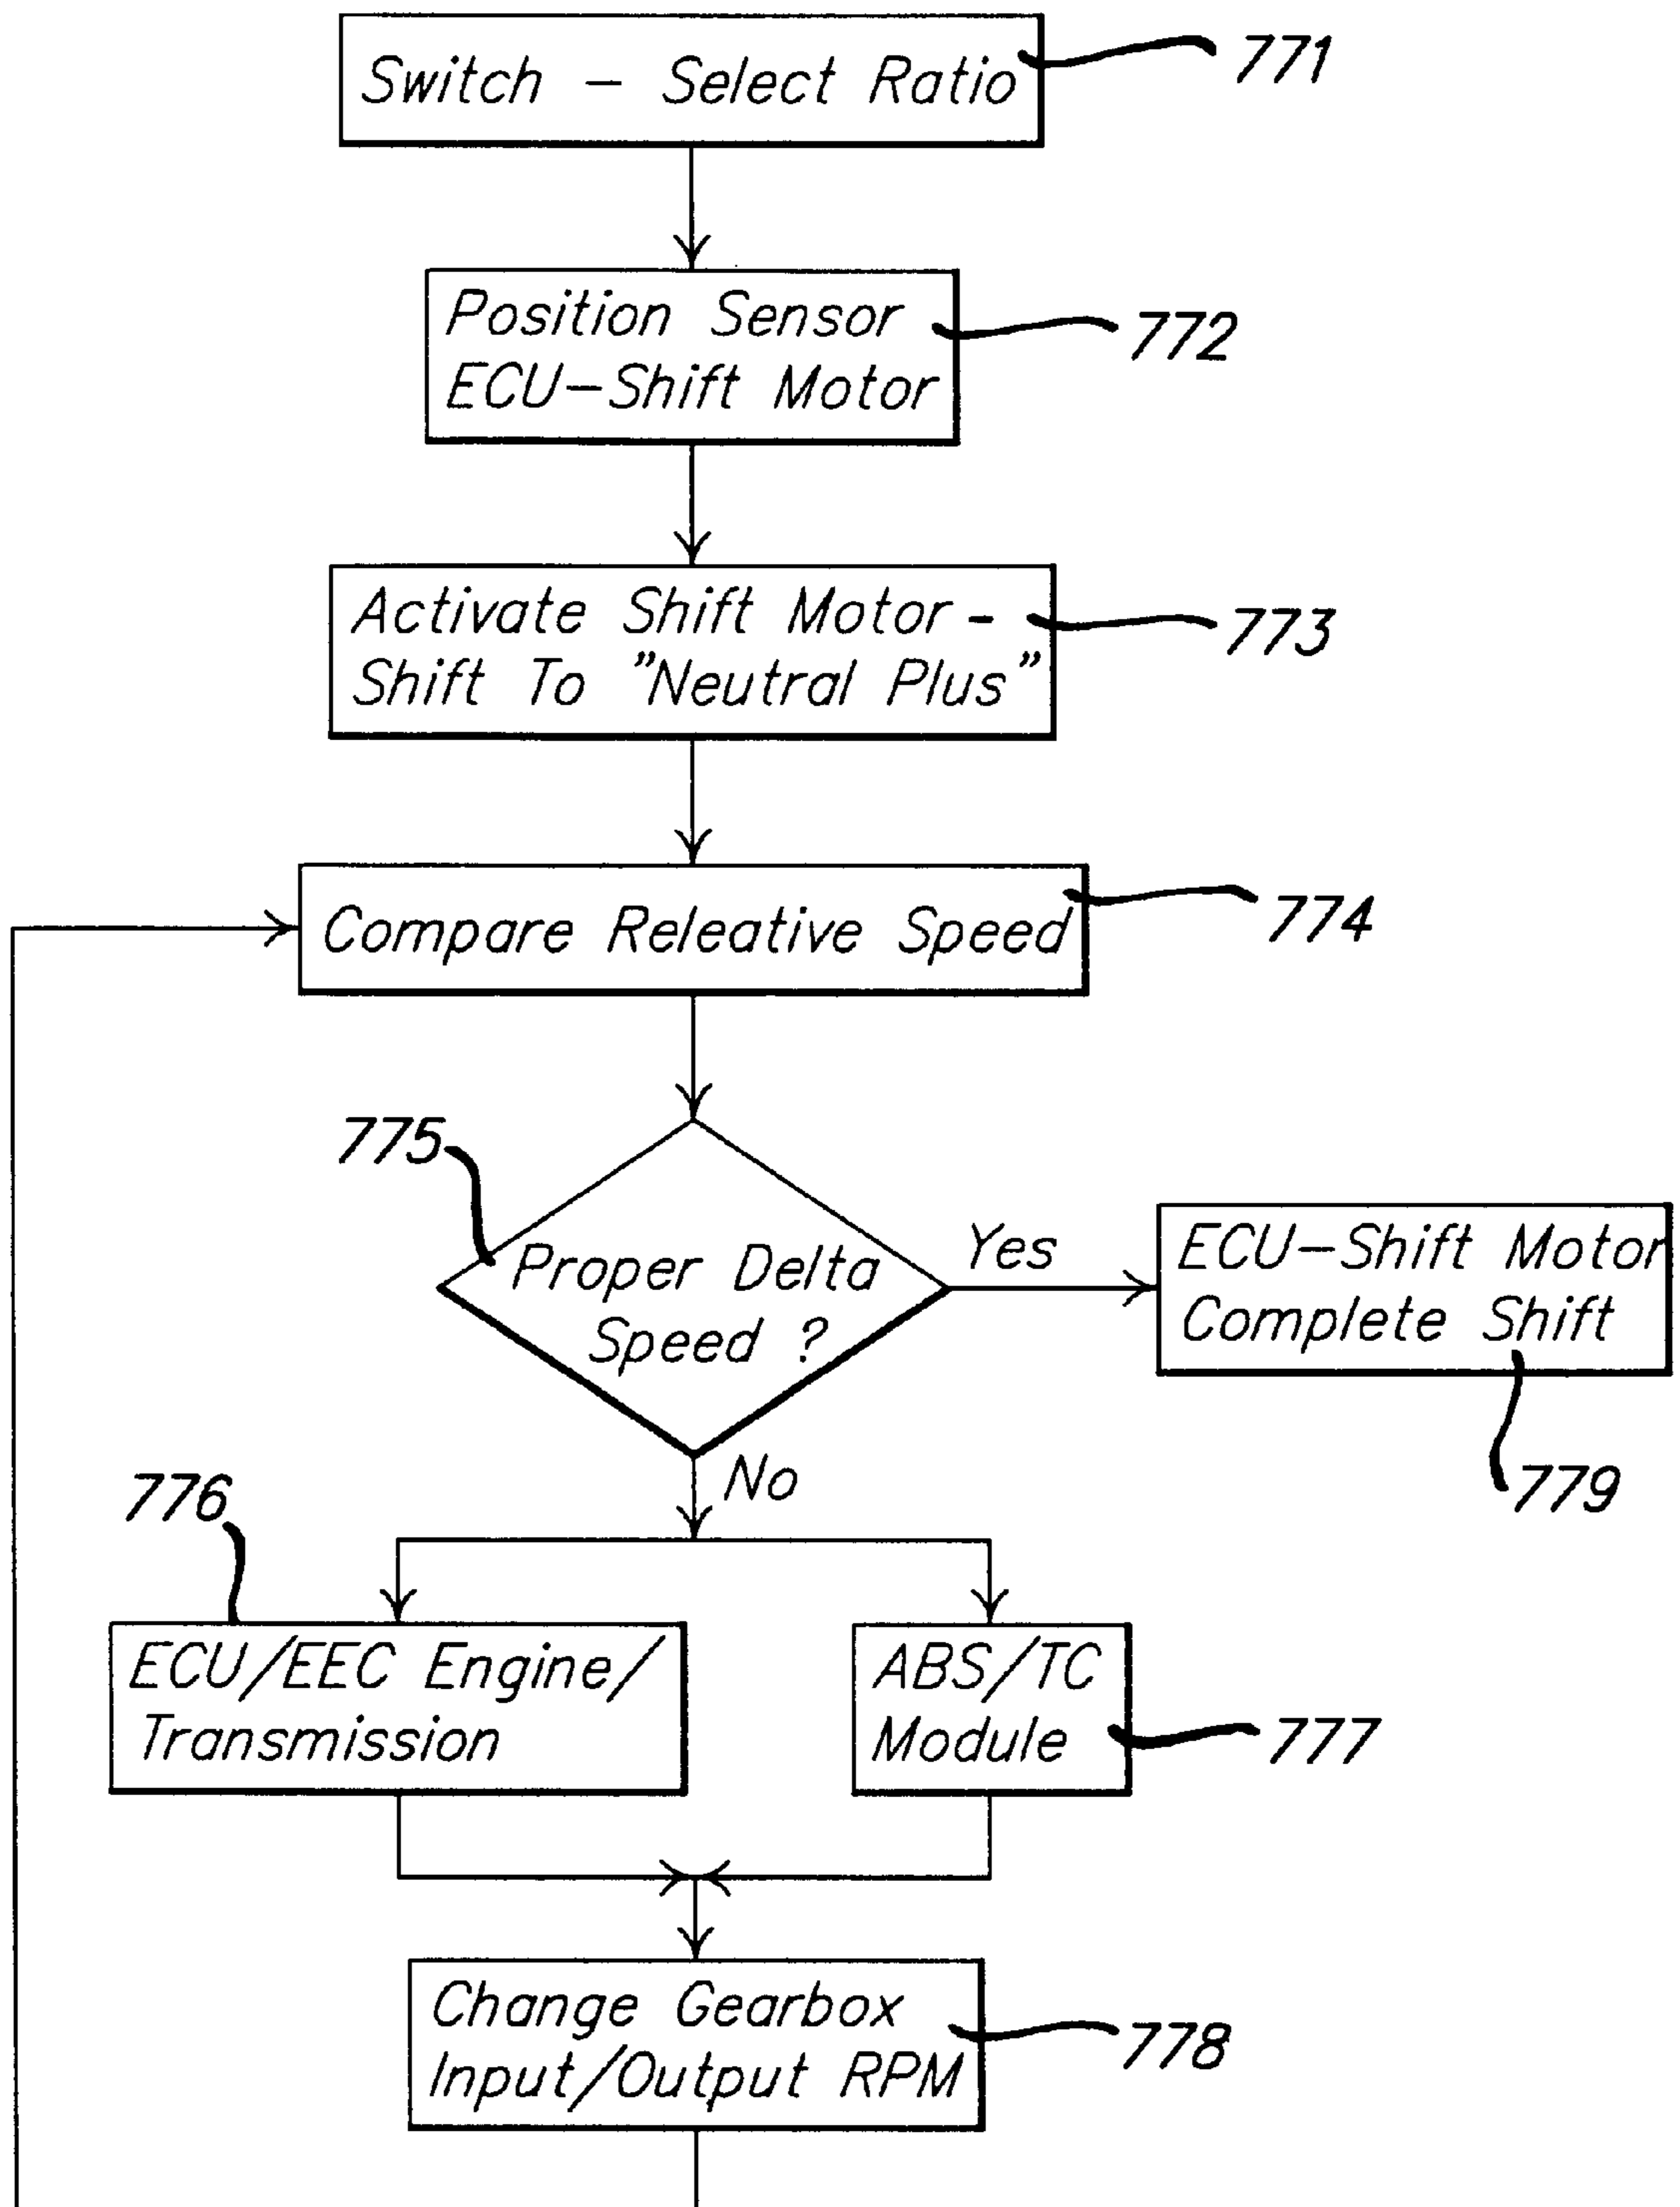 Switch – Select Ratio
771
Position Sensor
ECU–Shift Motor
772
Activate Shift Motor -
Shift To "Neutral Plus"
773
Compare Releative Speed
774
775
Proper Delta
Speed ?
Yes
ECU–Shift Motor
Complete Shift
779
No
776
ECU/EEC Engine/
Transmission
ABS/TC
Module
777
Change Gearbox
Input/Output RPM
778